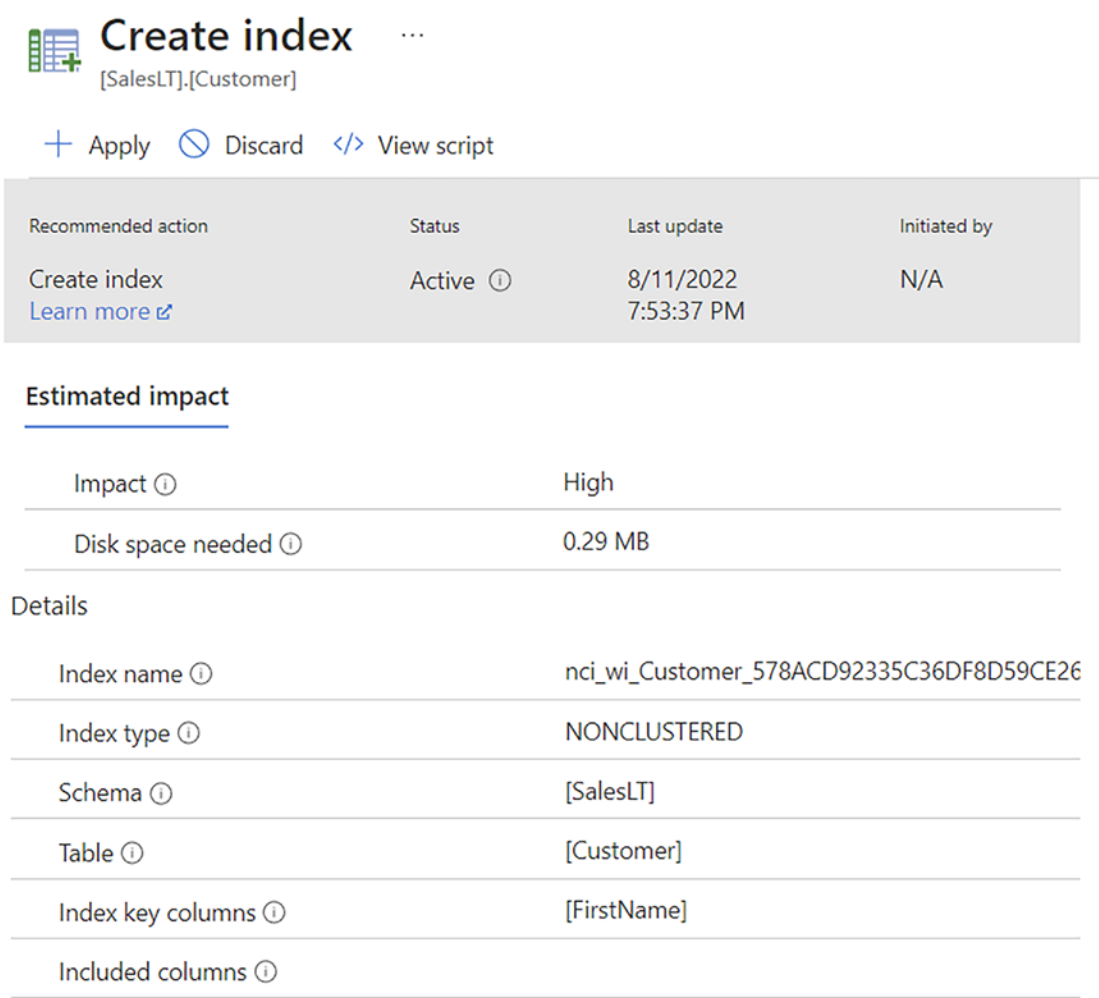 Create index ...
[SalesLT].[Customer]
Apply Discard </> View script
Recommended action Status Last update Initiated by
Create index Active 8/11/2022 N/A
Learn more 7:53:37 PM
Estimated impact
Impact High
Disk space needed 0.29 MB
Details
Index name nci_wi_Customer_578ACD92335C36DF8D59CE26
Index type NONCLUSTERED
Schema [SalesLT]
Table [Customer]
Index key columns [FirstName]
Included columns